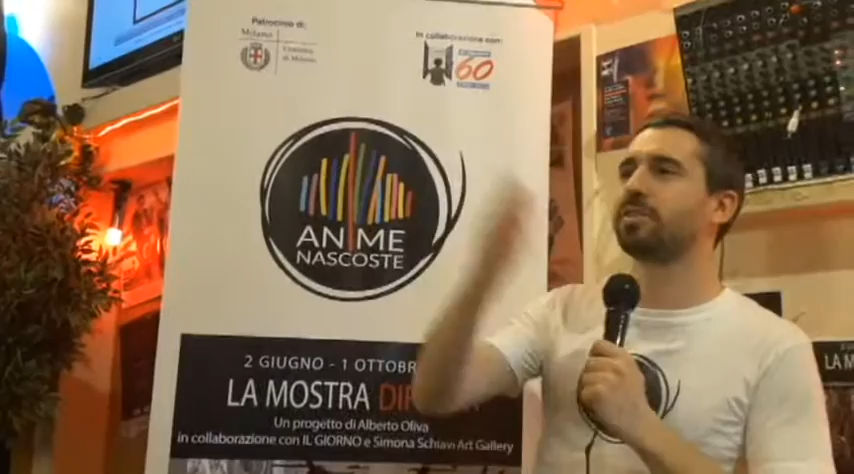 Patrocinio di:
Milano
Comune
di Milano
In collaborazione con:
60
ANIME
NASCOSTE
2 GIUGNO - 1 OTTOBR
LA MOSTRA DI
Un progetto di Alberto Oliva
in collaborazione con IL GIORNO e Simona Schiavi Art Gallery
LA M